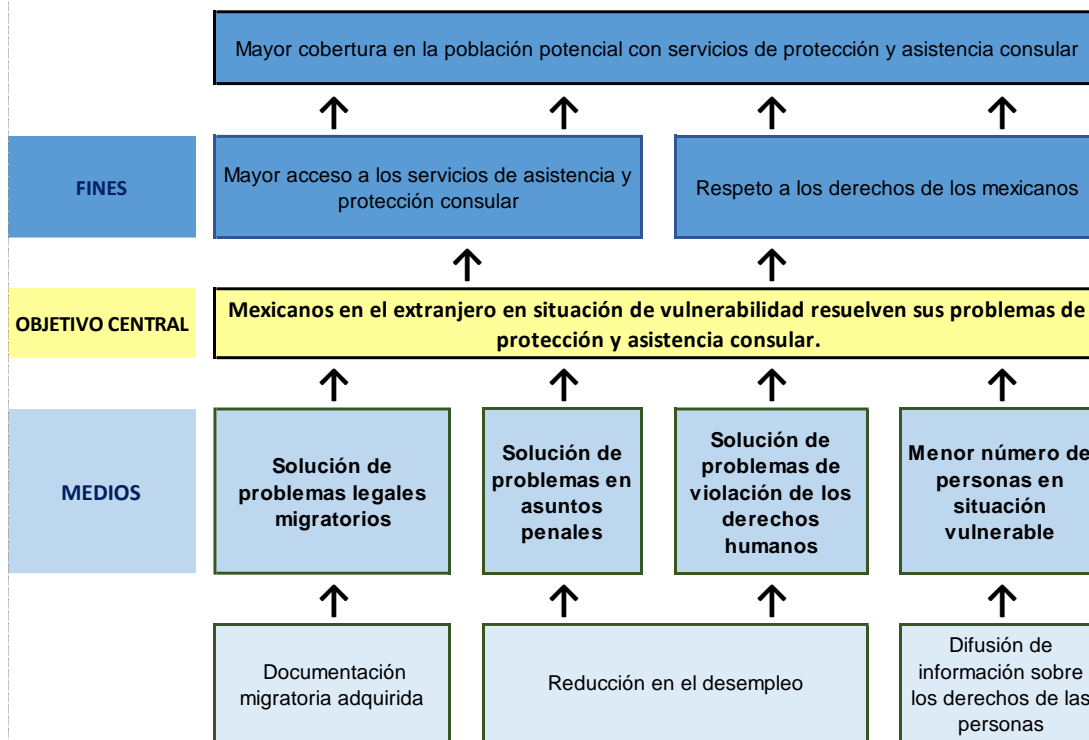 Mayor cobertura en la población potencial con servicios de protección y asistencia consular
FINES
Mayor acceso a los servicios de asistencia y
protección consular
Respeto a los derechos de los mexicanos
OBJETIVO CENTRAL
Mexicanos en el extranjero en situación de vulnerabilidad resuelven sus problemas de
protección y asistencia consular.
MEDIOS
Solución de
problemas legales
migratorios
Solución de
problemas en
asuntos
penales
Solución de
problemas de
violación de los
derechos
humanos
Menor número de
personas en
situación
vulnerable
Documentación
migratoria adquirida
Reducción en el desempleo
Difusión de
información sobre
los derechos de las
personas